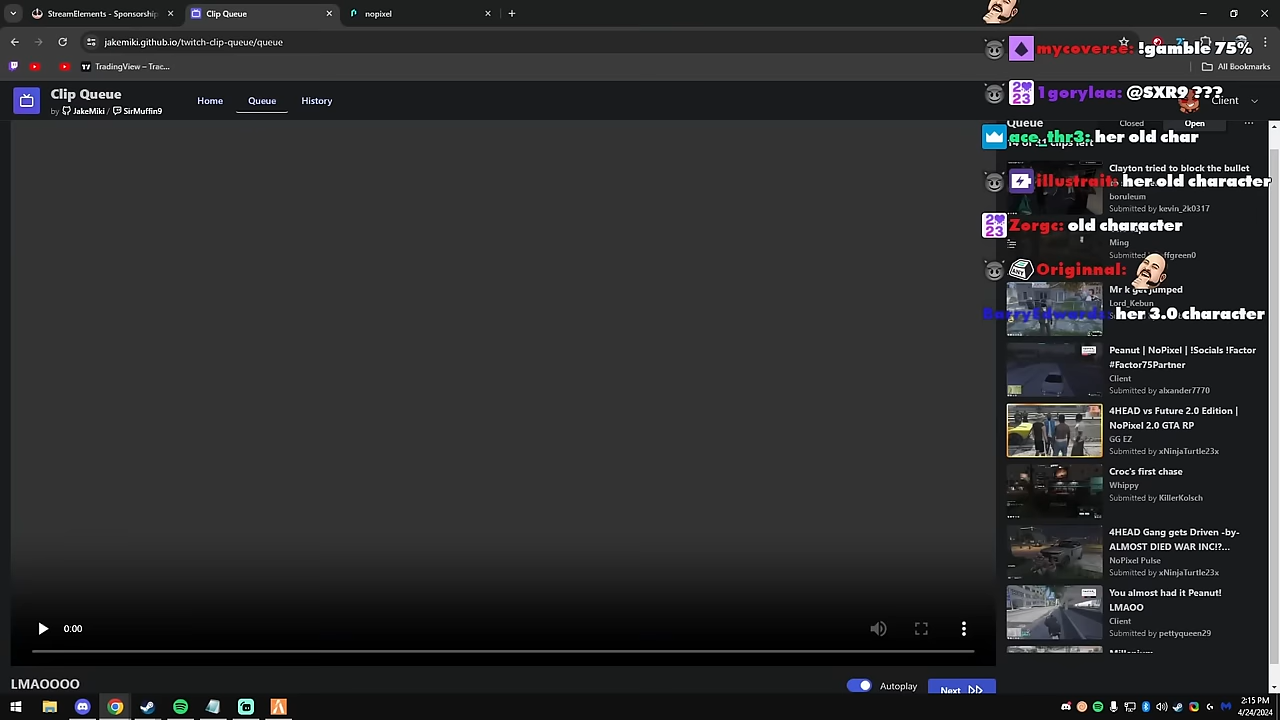 StreamElements - Sponsorship
Clip Queue
nopixel
jakemiki.github.io/twitch-clip-queue/queue
TradingView – Trac...
All Bookmarks
mycoverse: !gamble 75%
Clip Queue
by JakeMiki / SirMuffin9
Home
Queue
History
1gorylaa: @SXR9 ???
Client
Queue
Closed
Open
ace_thr3: her old char
clips left
Clayton tried to block the bullet
illustrait: her old character
boruleum
Submitted by kevin_2k0317
Zorgc: old character
Ming
Submitted
ffgreen0
Originnal:
Mr k get jumped
Lord_Kebun
BarryEdwards: her 3.0 character
Peanut | NoPixel | !Socials !Factor
#Factor75Partner
Client
Submitted by alxander7770
4HEAD vs Future 2.0 Edition |
NoPixel 2.0 GTA RP
GG EZ
Submitted by xNinjaTurtle23x
Croc's first chase
Whippy
Submitted by KillerKolsch
4HEAD Gang gets Driven -by-
ALMOST DIED WAR INC!?...
NoPixel Pulse
Submitted by xNinjaTurtle23x
You almost had it Peanut!
LMAOO
Client
Submitted by pettyqueen29
0:00
LMAOOOO
Autoplay
Next
2:15 PM
4/24/2024